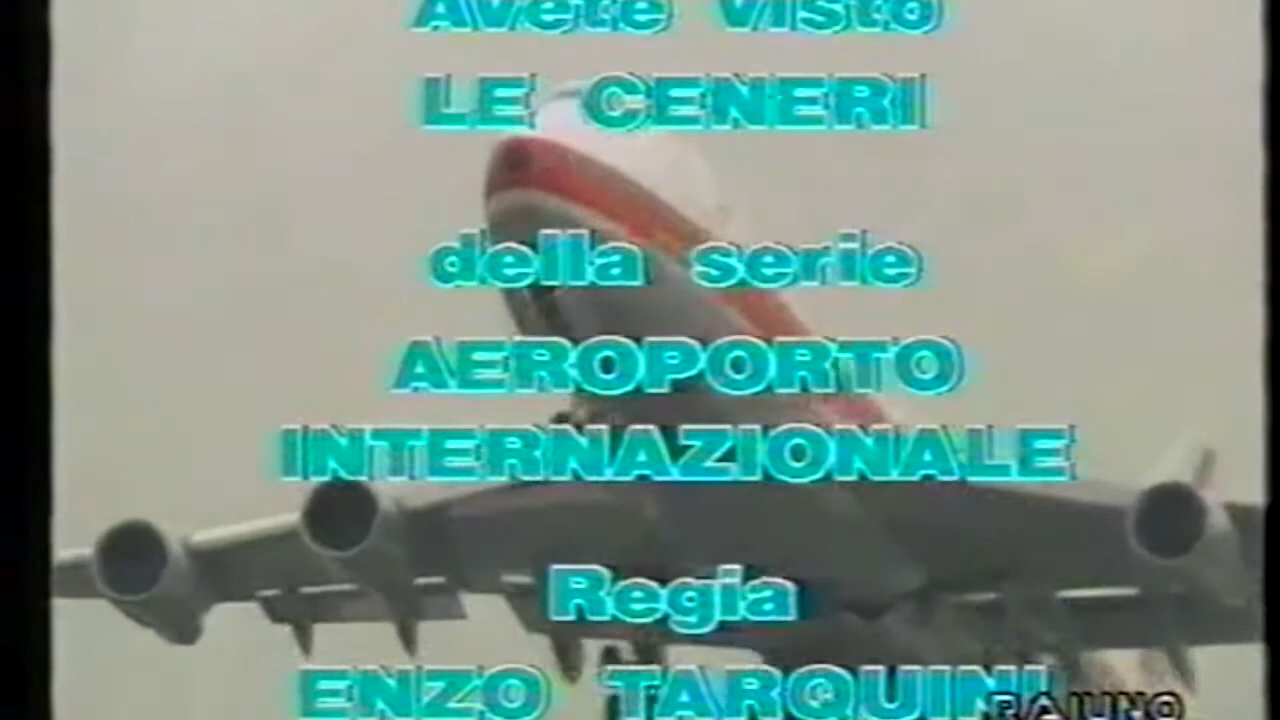 Avete visto
LE CENERI
della serie
AEROPORTO
INTERNAZIONALE
Regia
ENZO TARQUINI
RAIUNO